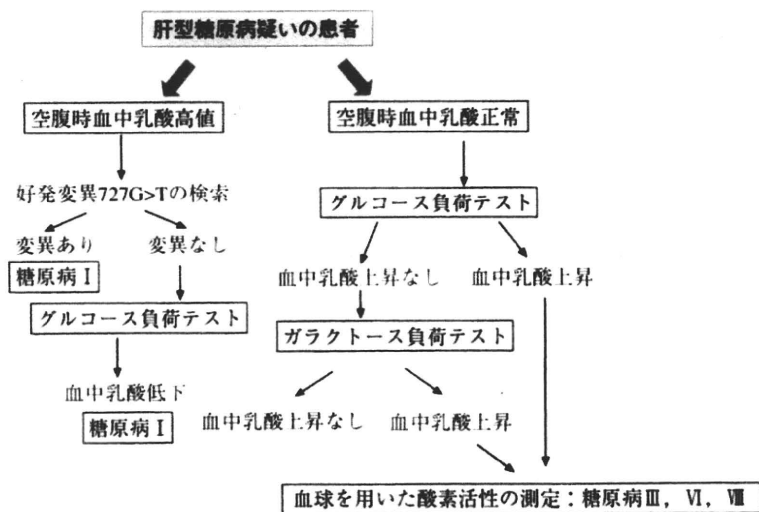 肝型糖原病疑いの患者
空腹時血中乳酸高値
空腹時血中乳酸正常
好発変異727G>Tの検索
グルコース負荷テスト
変異あり
変異なし
糖原病Ⅰ
血中乳酸上昇なし
血中乳酸上昇
グルコース負荷テスト
ガラクトース負荷テスト
血中乳酸低下
糖原病Ⅰ
血中乳酸上昇なし
血中乳酸上昇
血球を用いた酸素活性の測定：糖原病Ⅲ，Ⅵ，Ⅷ